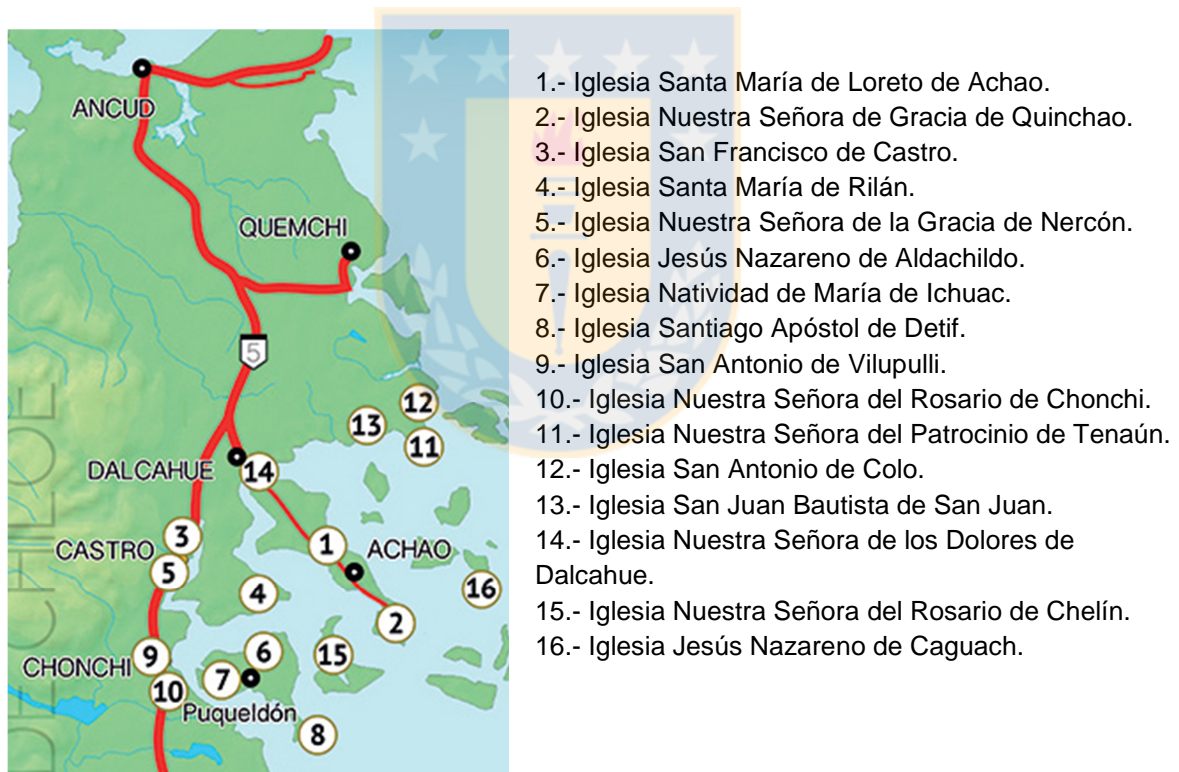 ANCUD
QUEMCHI
5
12
13
11
DALCAHUE
14
3
CASTRO
5
1
ACHAO
16
4
2
CHONCHI
9
6
15
7
10
Puqueldón
8
DE CHILOE
1.- Iglesia Santa María de Loreto de Achao.
2.- Iglesia Nuestra Señora de Gracia de Quinchao.
3.- Iglesia San Francisco de Castro.
4.- Iglesia Santa María de Rilán.
5.- Iglesia Nuestra Señora de la Gracia de Nercón.
6.- Iglesia Jesús Nazareno de Aldachildo.
7.- Iglesia Natividad de María de Ichuac.
8.- Iglesia Santiago Apóstol de Detif.
9.- Iglesia San Antonio de Vilupulli.
10.- Iglesia Nuestra Señora del Rosario de Chonchi.
11.- Iglesia Nuestra Señora del Patrocinio de Tenaún.
12.- Iglesia San Antonio de Colo.
13.- Iglesia San Juan Bautista de San Juan.
14.- Iglesia Nuestra Señora de los Dolores de
Dalcahue.
15.- Iglesia Nuestra Señora del Rosario de Chelín.
16.- Iglesia Jesús Nazareno de Caguach.